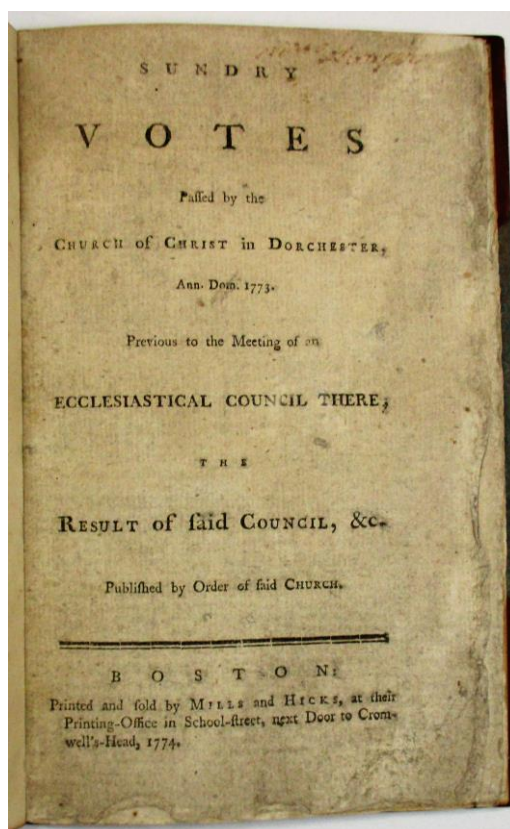 SUNDRY
VOTES
Paſſed by the
CHURCH of CHRIST in DORCHESTER,
Ann. Dom. 1773.
Previous to the Meeting of an
ECCLESIASTICAL COUNCIL THERE;
THE
RESULT of ſaid COUNCIL, &c.
Publiſhed by Order of ſaid CHURCH.
BOSTON:
Printed and ſold by MILLS and HICKS, at their
Printing-Office in School-ſtreet, next Door to Crom-
well's-Head, 1774.